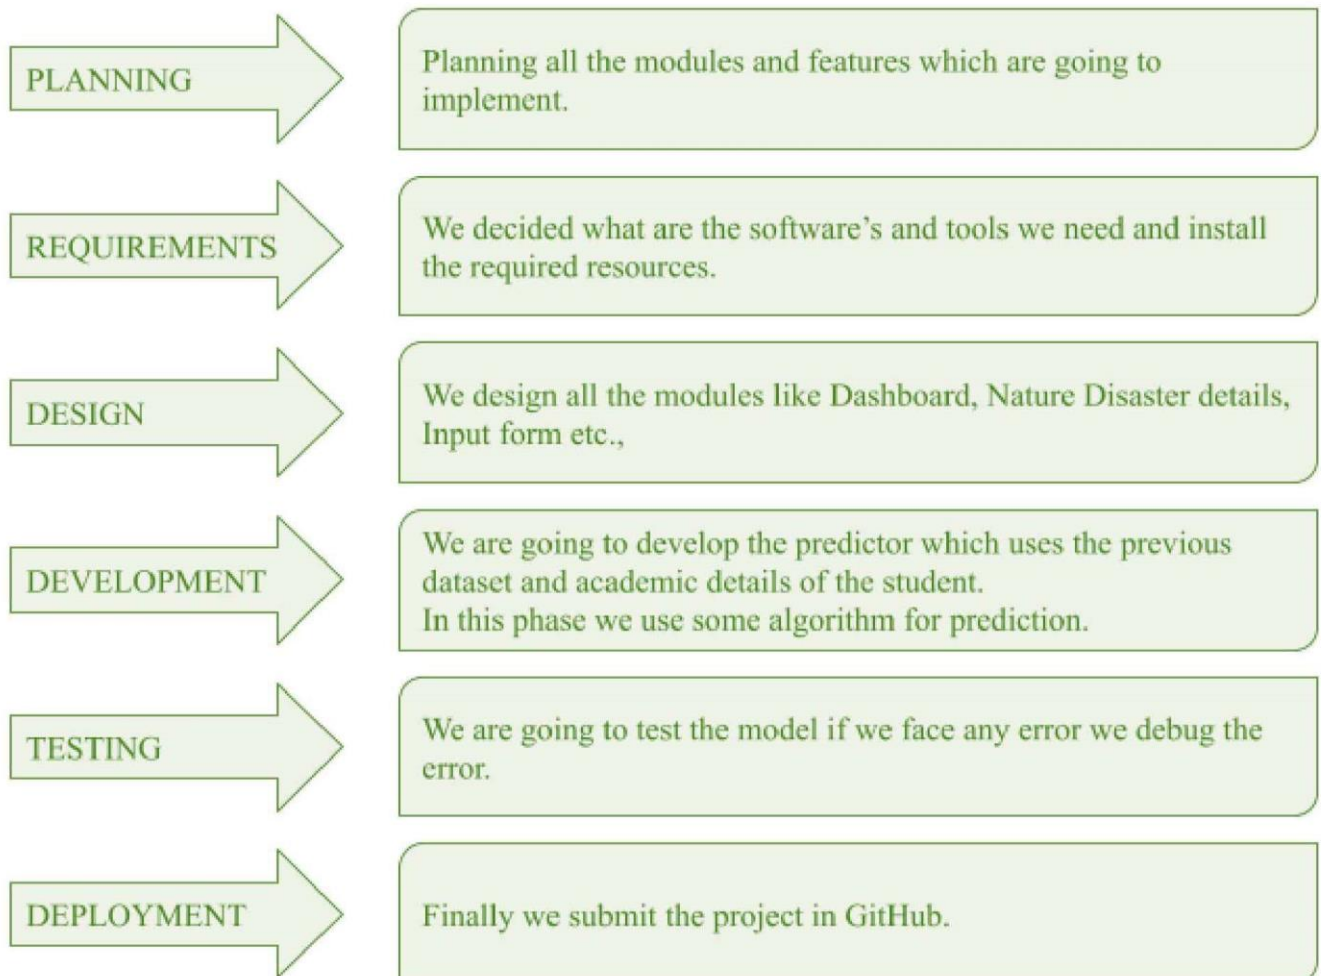 PLANNING
Planning all the modules and features which are going to
implement.
REQUIREMENTS
We decided what are the software’s and tools we need and install
the required resources.
DESIGN
We design all the modules like Dashboard, Nature Disaster details,
Input form etc.,
DEVELOPMENT
We are going to develop the predictor which uses the previous
dataset and academic details of the student.
In this phase we use some algorithm for prediction.
TESTING
We are going to test the model if we face any error we debug the
error.
DEPLOYMENT
Finally we submit the project in GitHub.